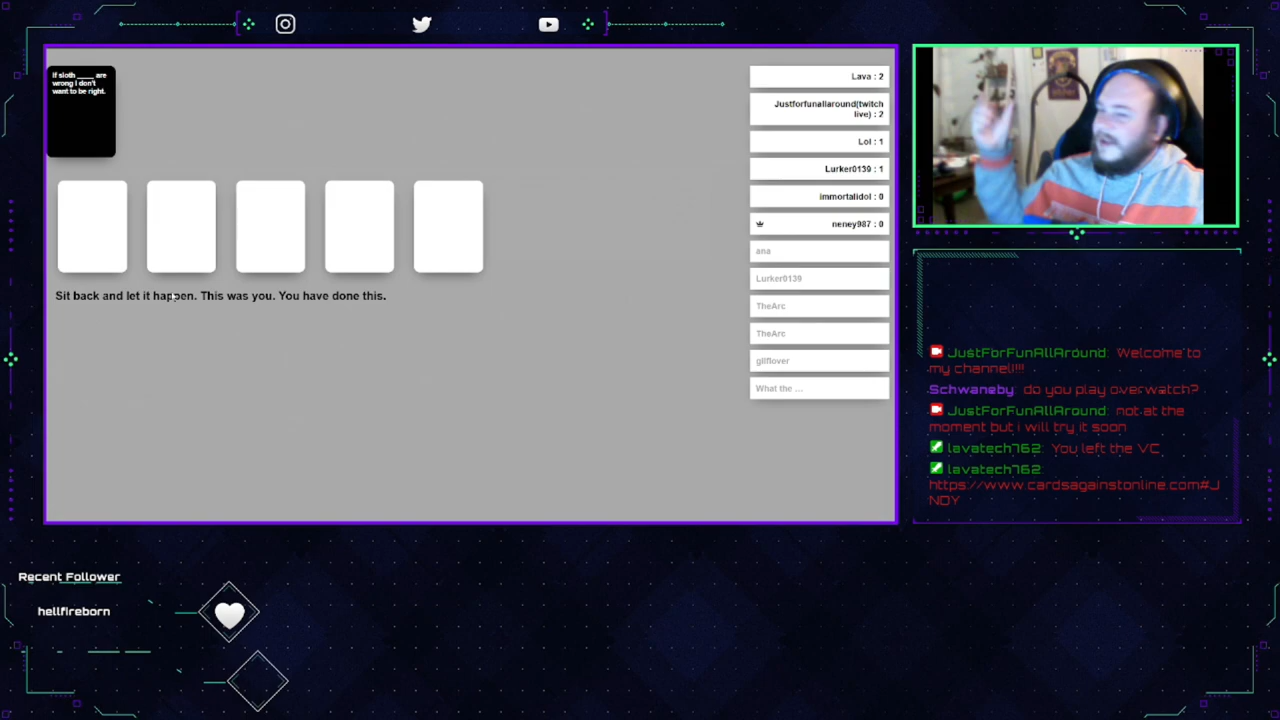 If sloth ____ are
wrong I don't
want to be right.
Sit back and let it happen. This was you. You have done this.
Lava : 2
Justforfunallaround(twitch
live) : 2
Lol : 1
Lurker0139 : 1
immortalidol : 0
neney987 : 0
ana
Lurker0139
TheArc
TheArc
gilflover
What the ...
JustForFunAllAround: Welcome to
my channel!!!
Schwaneby: do you play overwatch?
JustForFunAllAround: not at the
moment but i will try it soon
lavatech762: You left the VC
lavatech762:
https://www.cardsagainstonline.com#J
NDY
Recent Follower
hellfireborn